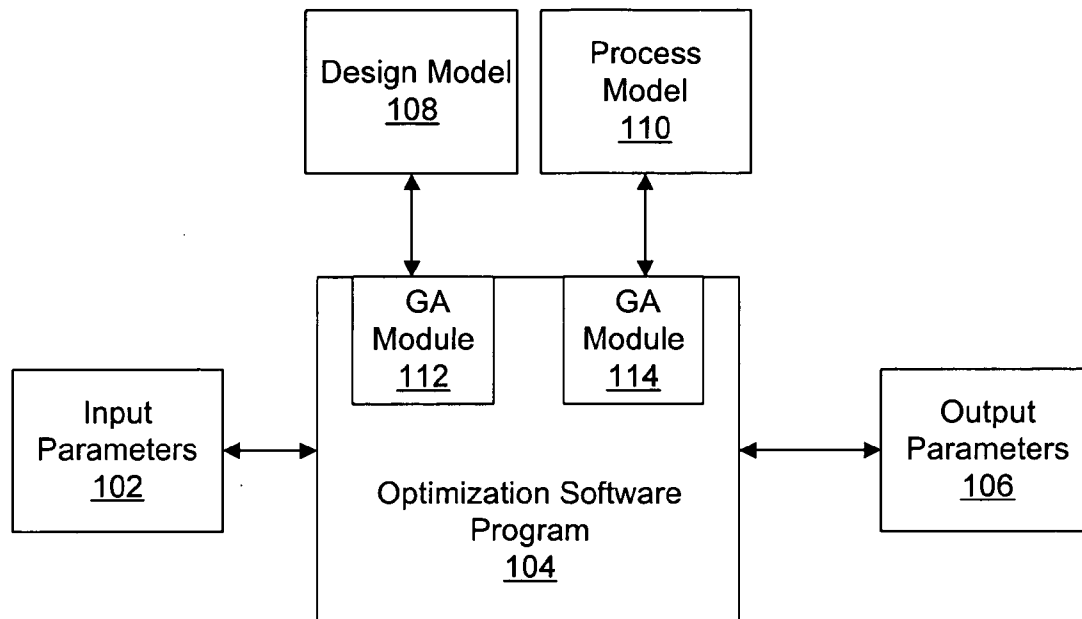 Design Model
108
Process
Model
110
GA
Module
112
GA
Module
114
Input
Parameters
102
Optimization Software
Program
104
Output
Parameters
106